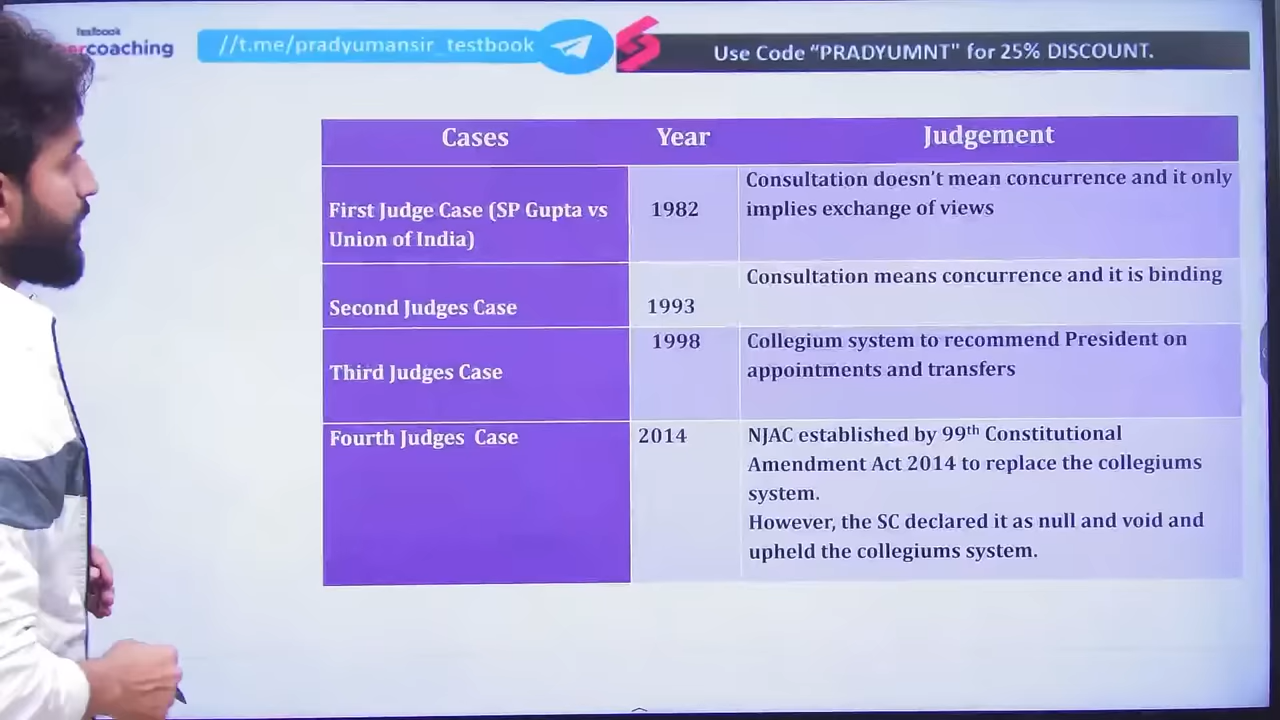 testbook
ercoaching
//t.me/pradyumansir_testbook
Use Code “PRADYUMNT" for 25% DISCOUNT.
Cases Year Judgement
First Judge Case (SP Gupta vs
Union of India)
1982
Consultation doesn’t mean concurrence and it only
implies exchange of views
Second Judges Case
1993
Consultation means concurrence and it is binding
Third Judges Case
1998
Collegium system to recommend President on
appointments and transfers
Fourth Judges Case
2014
NJAC established by 99th Constitutional
Amendment Act 2014 to replace the collegiums
system.
However, the SC declared it as null and void and
upheld the collegiums system.